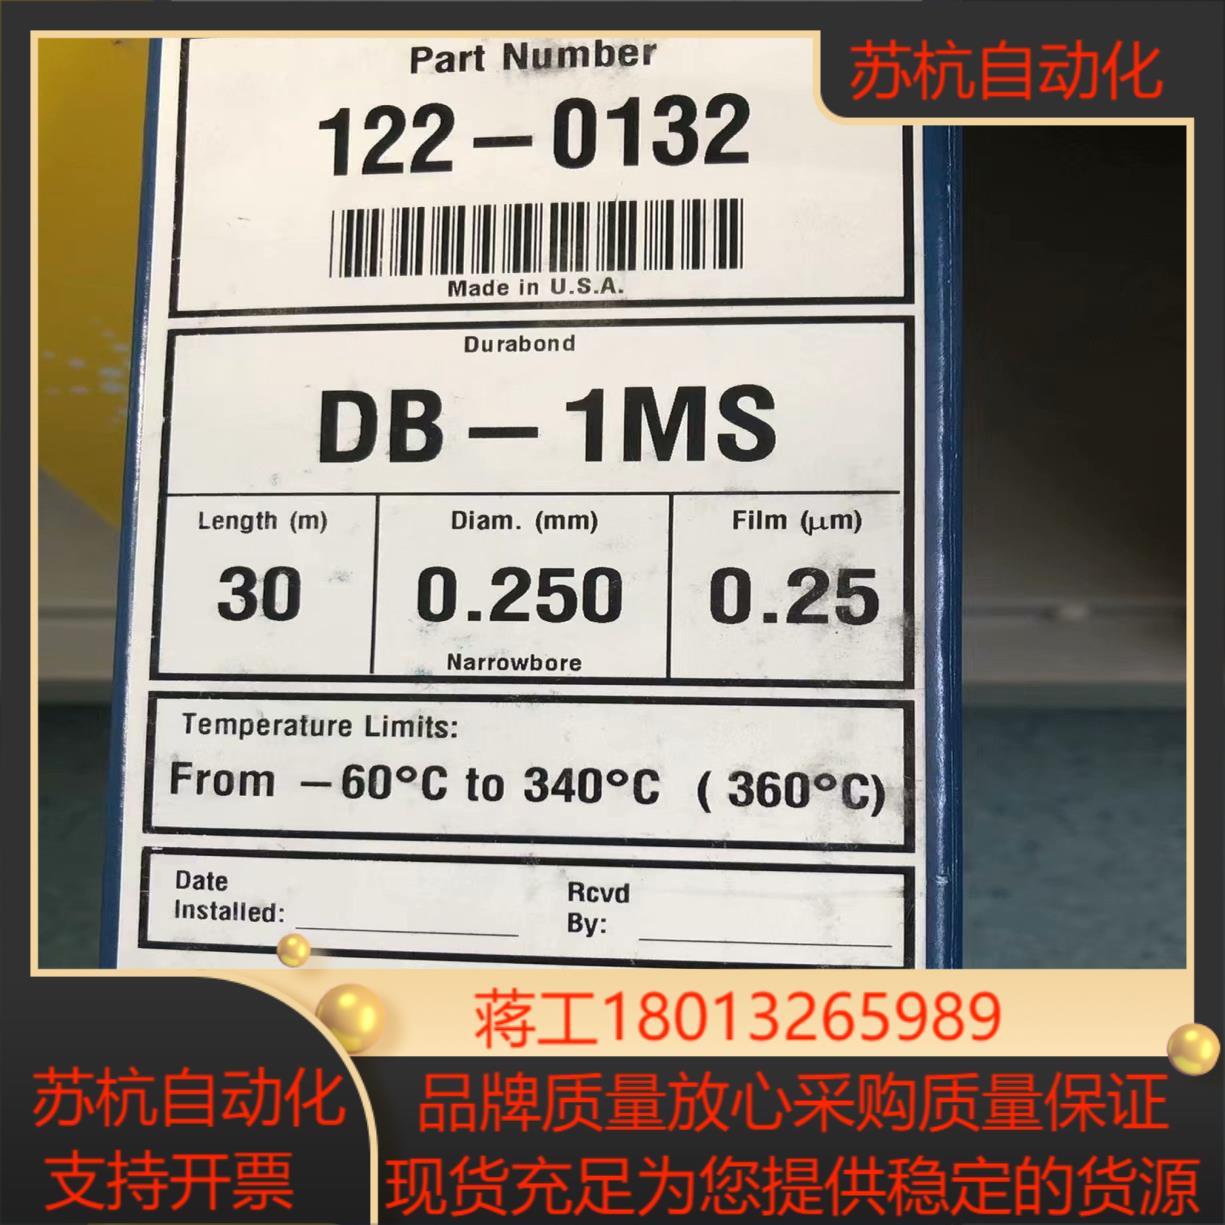 苏杭自动化
Part Number
122-0132
Made in U.S.A.
Durabond
DB-1MS
Length (m) Diam. (mm) Film (μm)
30 0.250 0.25
Narrowbore
Temperature Limits:
From -60°C to 340°C (360°C)
Date Installed: Rcvd By:
蒋工18013265989
苏杭自动化
支持开票
品牌质量放心采购质量保证
现货充足为您提供稳定的货源